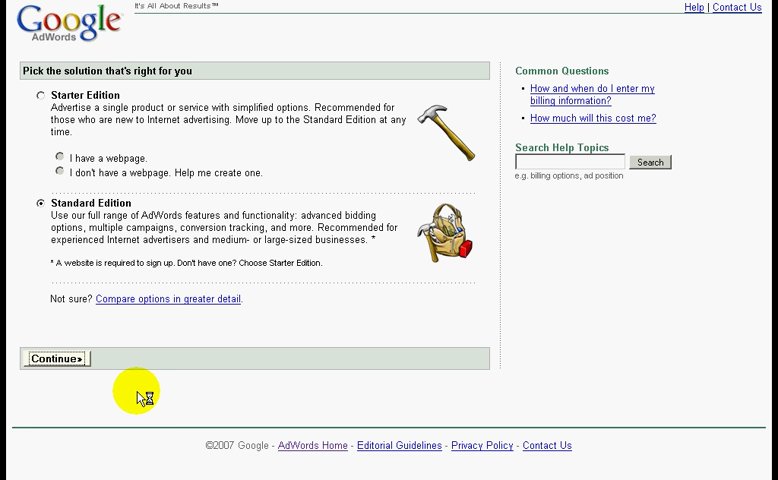 Google
AdWords
It's All About Results™
Help | Contact Us
Pick the solution that's right for you
Starter Edition
Advertise a single product or service with simplified options. Recommended for
those who are new to Internet advertising. Move up to the Standard Edition at any
time.
I have a webpage.
I don't have a webpage. Help me create one.
Standard Edition
Use our full range of AdWords features and functionality: advanced bidding
options, multiple campaigns, conversion tracking, and more. Recommended for
experienced Internet advertisers and medium- or large-sized businesses. *
* A website is required to sign up. Don't have one? Choose Starter Edition.
Not sure? Compare options in greater detail.
Continue»
Common Questions
• How and when do I enter my
billing information?
• How much will this cost me?
Search Help Topics
Search
e.g. billing options, ad position
©2007 Google - AdWords Home - Editorial Guidelines - Privacy Policy - Contact Us